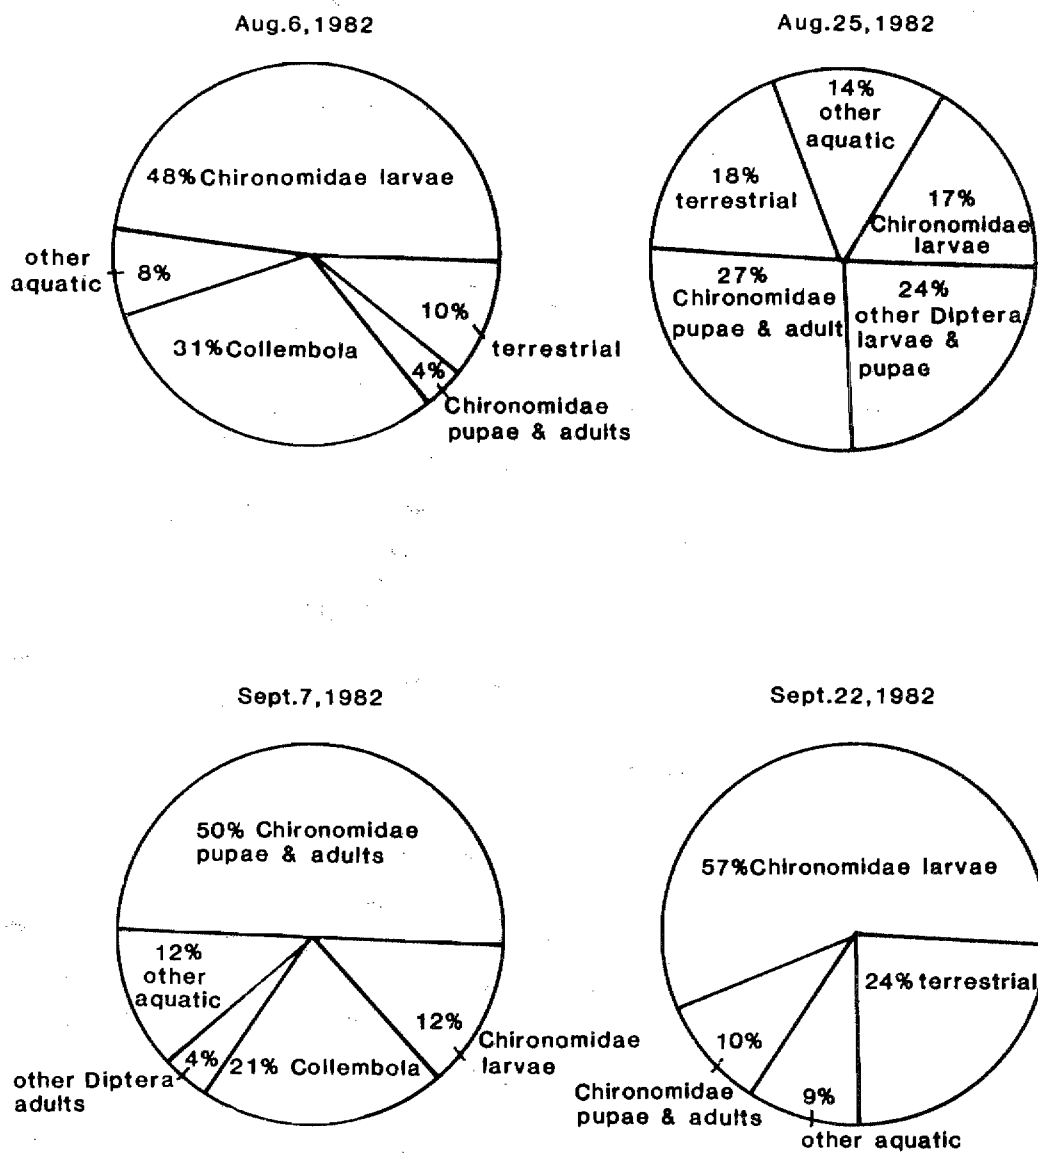 Aug.6,1982
48% Chironomidae larvae
other
aquatic
8%
31% Collembola
10%
terrestrial
4%
Chironomidae
pupae & adults
Aug.25,1982
14%
other
aquatic
18%
terrestrial
17%
Chironomidae
larvae
27%
Chironomidae
pupae & adult
24%
other Diptera
larvae &
pupae
Sept.7,1982
50% Chironomidae
pupae & adults
12%
other
aquatic
4%
other Diptera
adults
21% Collembola
12%
Chironomidae
larvae
Sept.22,1982
57% Chironomidae larvae
24% terrestrial
10%
Chironomidae
pupae & adults
9%
other aquatic